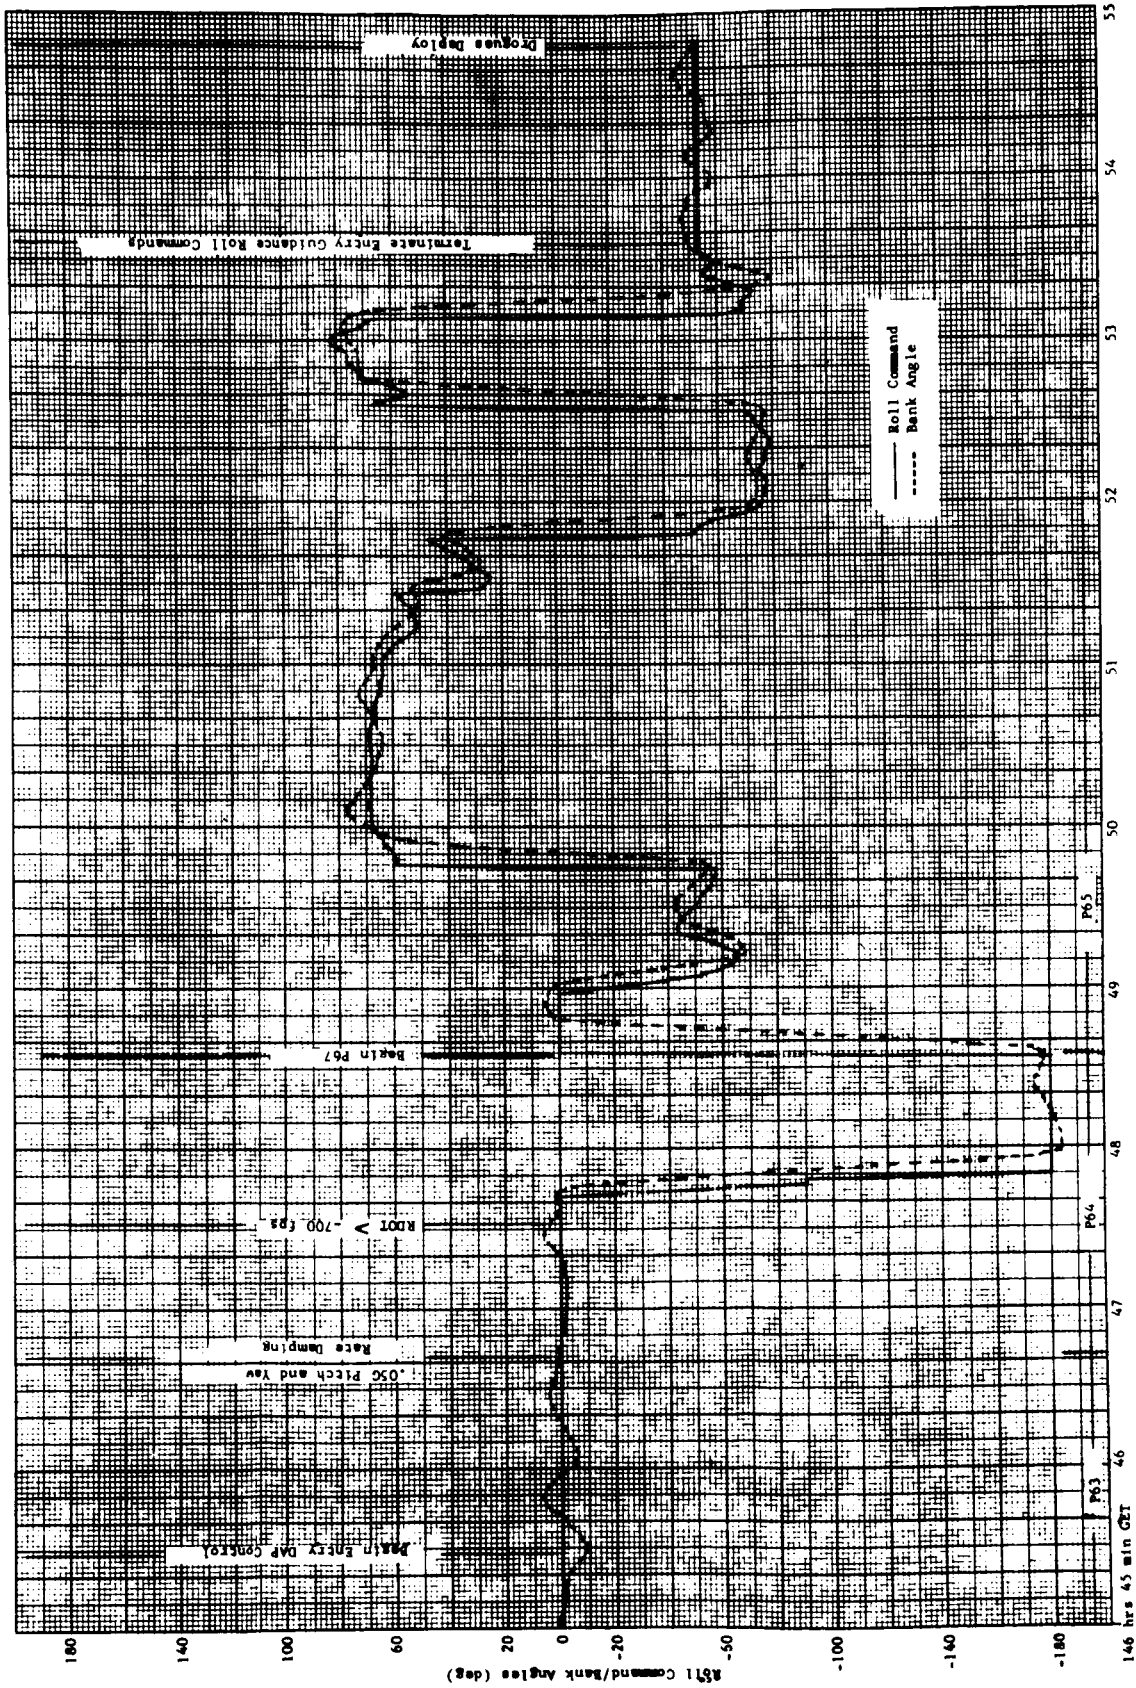 Drogues Deploy
Terminate Entry Guidance Roll Commands
Begin P67
RDOT > -700 fps
Rate Damping
.05G Pitch and Yaw
Begin Entry DAP Control
Roll Command
Bank Angle
Roll Command/Bank Angles (deg)
180
140
100
60
20
0
-20
-60
-100
-140
-180
146 hrs 45 min GET
46
47
48
49
50
51
52
53
54
55
P63
P64
P65